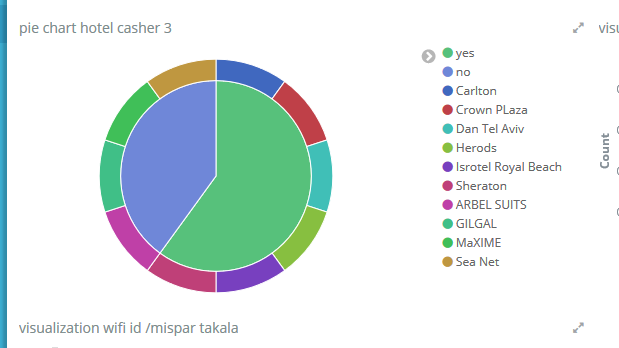 pie chart hotel casher 3
visu
yes
no
Carlton
Crown PLaza
Dan Tel Aviv
Herods
Isrotel Royal Beach
Sheraton
ARBEL SUITS
GILGAL
MaXIME
Sea Net
Count
visualization wifi id /mispar takala